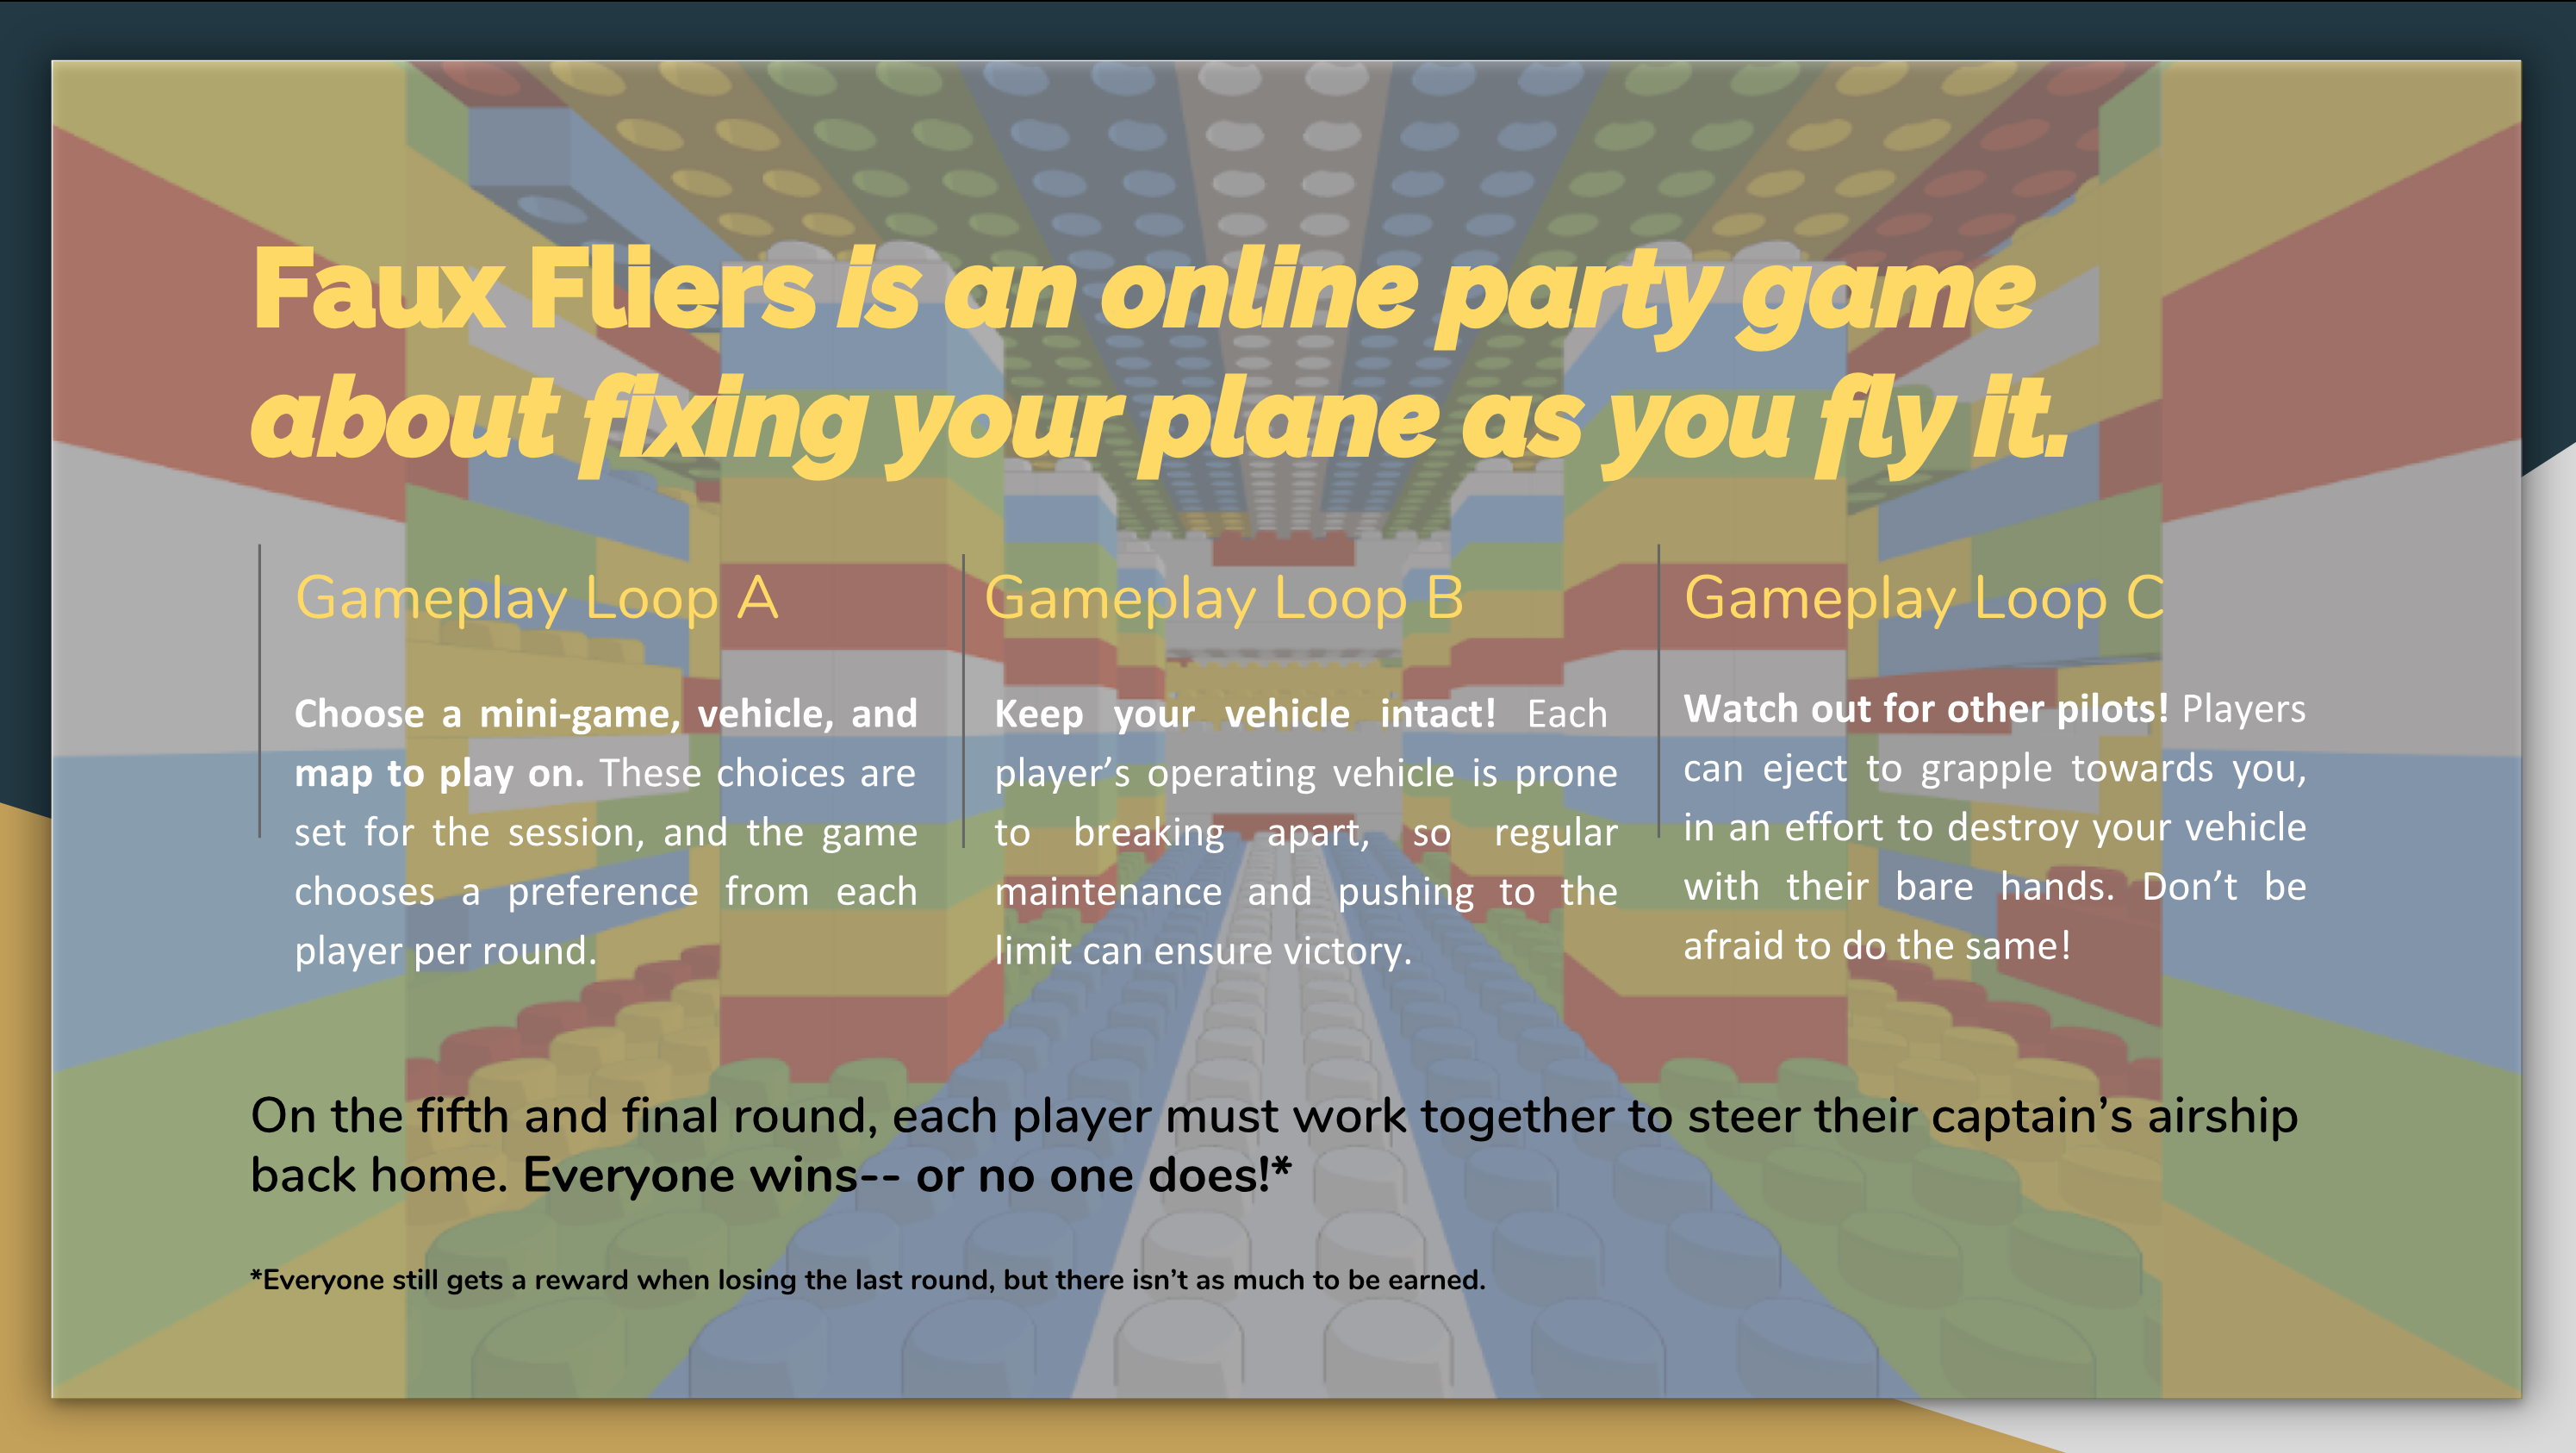 Faux Fliers is an online party game
about fixing your plane as you fly it.
Gameplay Loop A
Choose a mini-game, vehicle, and
map to play on. These choices are
set for the session, and the game
chooses a preference from each
player per round.
Gameplay Loop B
Keep your vehicle intact! Each
player’s operating vehicle is prone
to breaking apart, so regular
maintenance and pushing to the
limit can ensure victory.
Gameplay Loop C
Watch out for other pilots! Players
can eject to grapple towards you,
in an effort to destroy your vehicle
with their bare hands. Don’t be
afraid to do the same!
On the fifth and final round, each player must work together to steer their captain’s airship
back home. Everyone wins-- or no one does!*
*Everyone still gets a reward when losing the last round, but there isn’t as much to be earned.